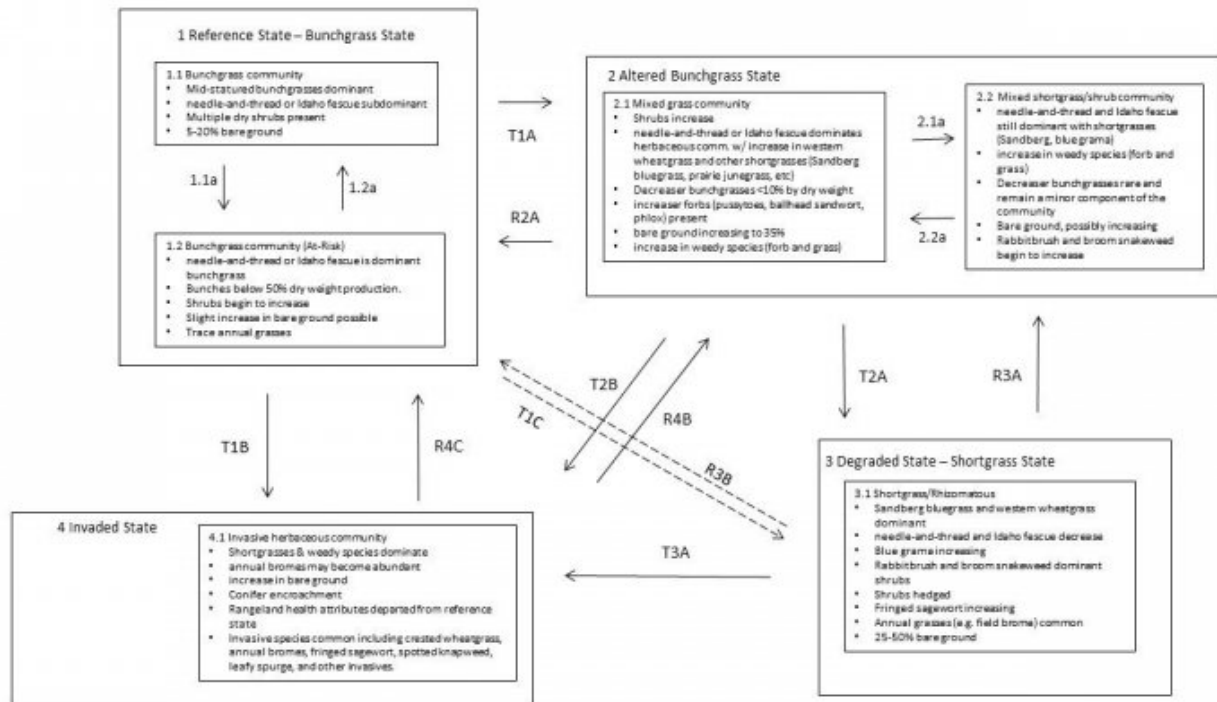 1 Reference State – Bunchgrass State
1.1 Bunchgrass community
• Mid-statured bunchgrasses dominant
• needle-and-thread or Idaho fescue subdominant
• Multiple dry shrubs present
• 5-20% bare ground
1.1a
1.2a
1.2 Bunchgrass community (At-Risk)
• needle-and-thread or Idaho fescue is dominant
bunchgrass
• Bunches below 50% dry weight production.
• Shrubs begin to increase
• Slight increase in bare ground possible
• Trace annual grasses
T1A
R2A
2 Altered Bunchgrass State
2.1 Mixed grass community
• Shrubs increase
• needle-and-thread or Idaho fescue dominates
herbaceous comm. w/ increase in western
wheatgrass and other shortgrasses (Sandberg
bluegrass, prairie junegrass, etc)
• Decreaser bunchgrasses <10% by dry weight
• increaser forbs (pussytoes, ballhead sandwort,
phlox) present
• bare ground increasing to 35%
• increase in weedy species (forb and grass)
2.1a
2.2a
2.2 Mixed shortgrass/shrub community
• needle-and-thread and Idaho fescue
still dominant with shortgrasses
(Sandberg, blue grama)
• increase in weedy species (forb and
grass)
• Decreaser bunchgrasses rare and
remain a minor component of the
community
• Bare ground, possibly increasing
• Rabbitbrush and broom snakeweed
begin to increase
T1B
R4C
T1C
R3B
T2B
R4B
T2A
R3A
T3A
4 Invaded State
4.1 Invasive herbaceous community
• Shortgrasses & weedy species dominate
• annual bromes may become abundant
• increase in bare ground
• Conifer encroachment
• Rangeland health attributes departed from reference
state
• Invasive species common including crested wheatgrass,
annual bromes, fringed sagewort, spotted knapweed,
leafy spurge, and other invasives.
3 Degraded State – Shortgrass State
3.1 Shortgrass/Rhizomatous
• Sandberg bluegrass and western wheatgrass
dominant
• needle-and-thread and Idaho fescue decrease
• Blue grama increasing
• Rabbitbrush and broom snakeweed dominant
shrubs
• Shrubs hedged
• Fringed sagewort increasing
• Annual grasses (e.g. field brome) common
• 25-50% bare ground